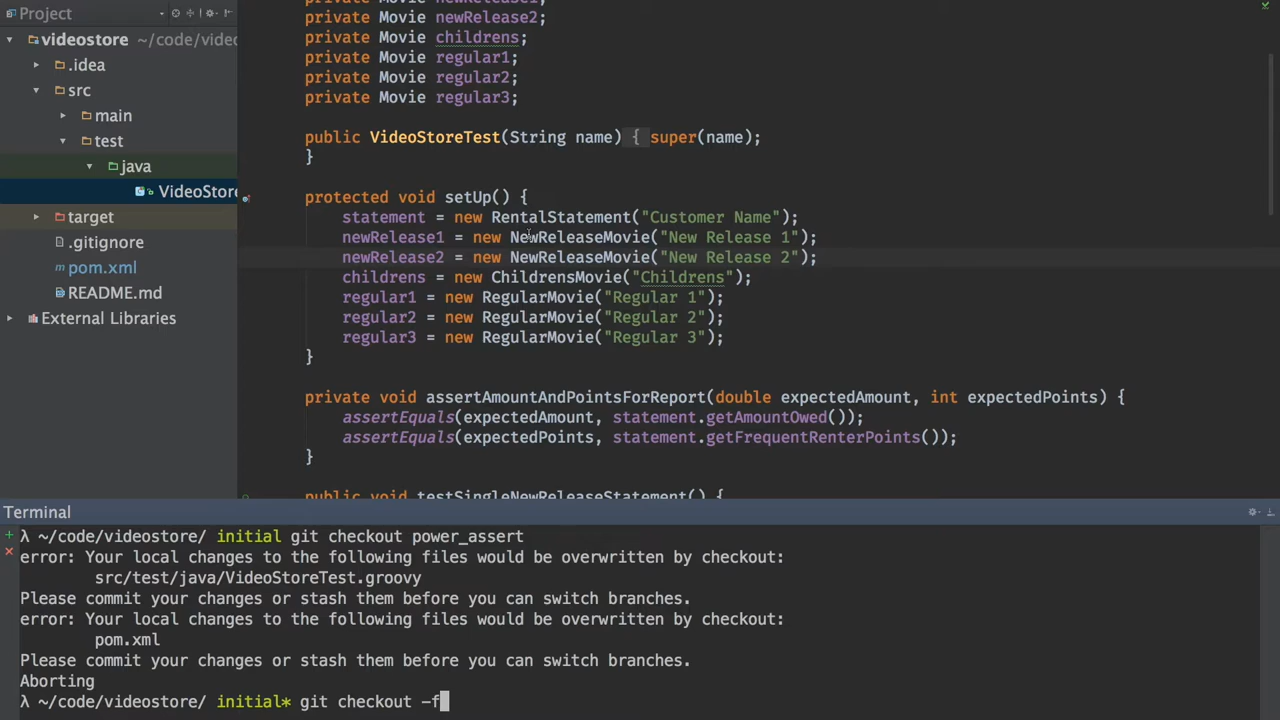 Project
videostore ~/code/video
.idea
src
main
test
java
VideoStore
target
.gitignore
pom.xml
README.md
External Libraries
private Movie newRelease1;
private Movie newRelease2;
private Movie childrens;
private Movie regular1;
private Movie regular2;
private Movie regular3;
public VideoStoreTest(String name) { super(name);
}
protected void setUp() {
statement = new RentalStatement("Customer Name");
newRelease1 = new NewReleaseMovie("New Release 1");
newRelease2 = new NewReleaseMovie("New Release 2");
childrens = new ChildrensMovie("Childrens");
regular1 = new RegularMovie("Regular 1");
regular2 = new RegularMovie("Regular 2");
regular3 = new RegularMovie("Regular 3");
}
private void assertAmountAndPointsForReport(double expectedAmount, int expectedPoints) {
assertEquals(expectedAmount, statement.getAmountOwed());
assertEquals(expectedPoints, statement.getFrequentRenterPoints());
}
public void testSingleNewReleaseStatement() {
Terminal
λ ~/code/videostore/ initial git checkout power_assert
error: Your local changes to the following files would be overwritten by checkout:
src/test/java/VideoStoreTest.groovy
Please commit your changes or stash them before you can switch branches.
error: Your local changes to the following files would be overwritten by checkout:
pom.xml
Please commit your changes or stash them before you can switch branches.
Aborting
λ ~/code/videostore/ initial* git checkout -f